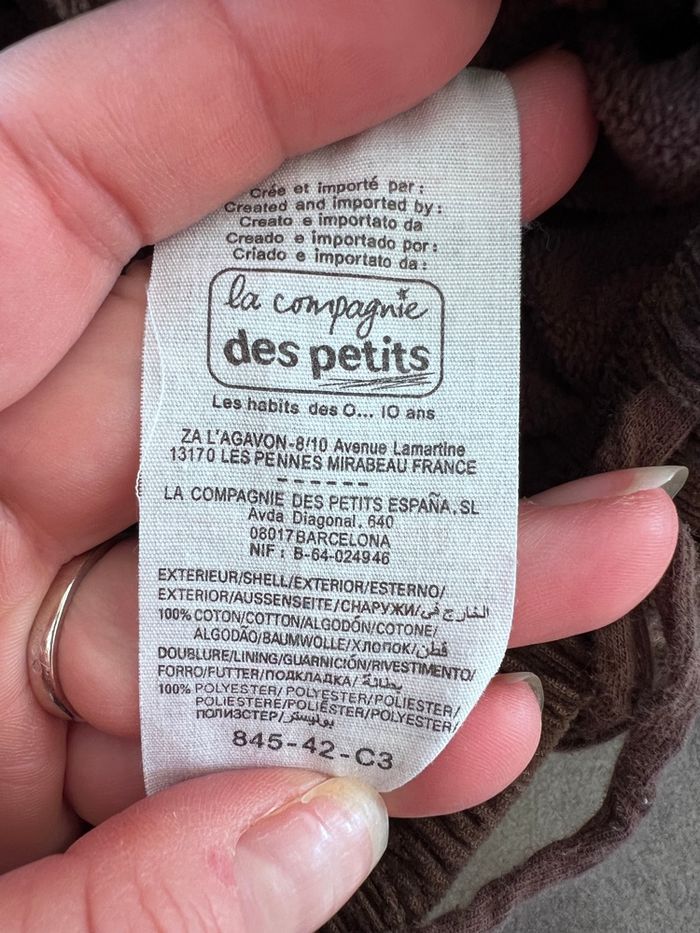 Crée et importé par :
Created and imported by :
Creato e importato da
Creado e importado por :
Criado e importato da :
la compagnie
des petits
Les habits des 0... 10 ans
ZA L'AGAVON-8/10 Avenue Lamartine
13170 LES PENNES MIRABEAU FRANCE
------
LA COMPAGNIE DES PETITS ESPAÑA.SL
Avda Diagonal. 640
08017 BARCELONA
NIF : B-64-024946
EXTERIEUR/SHELL/EXTERIOR/ESTERNO/
EXTERIOR/AUSSENSEITE/СНАРУЖИ/الخارج في
100% COTON/COTTON/ALGODÓN/COTONE/
ALGODÃO/BAUMWOLLE/ХЛОПОК/قطن
DOUBLURE/LINING/GUARNICIÓN/RIVESTIMENTO/
FORRO/FUTTER/ПОДКЛАДКА/بطانة
100% POLYESTER/ POLYESTER/POLIESTER/
POLIESTERE/POLIÉSTER/POLYESTER/
ПОЛИЭСТЕР/بوليستر
845-42-C3